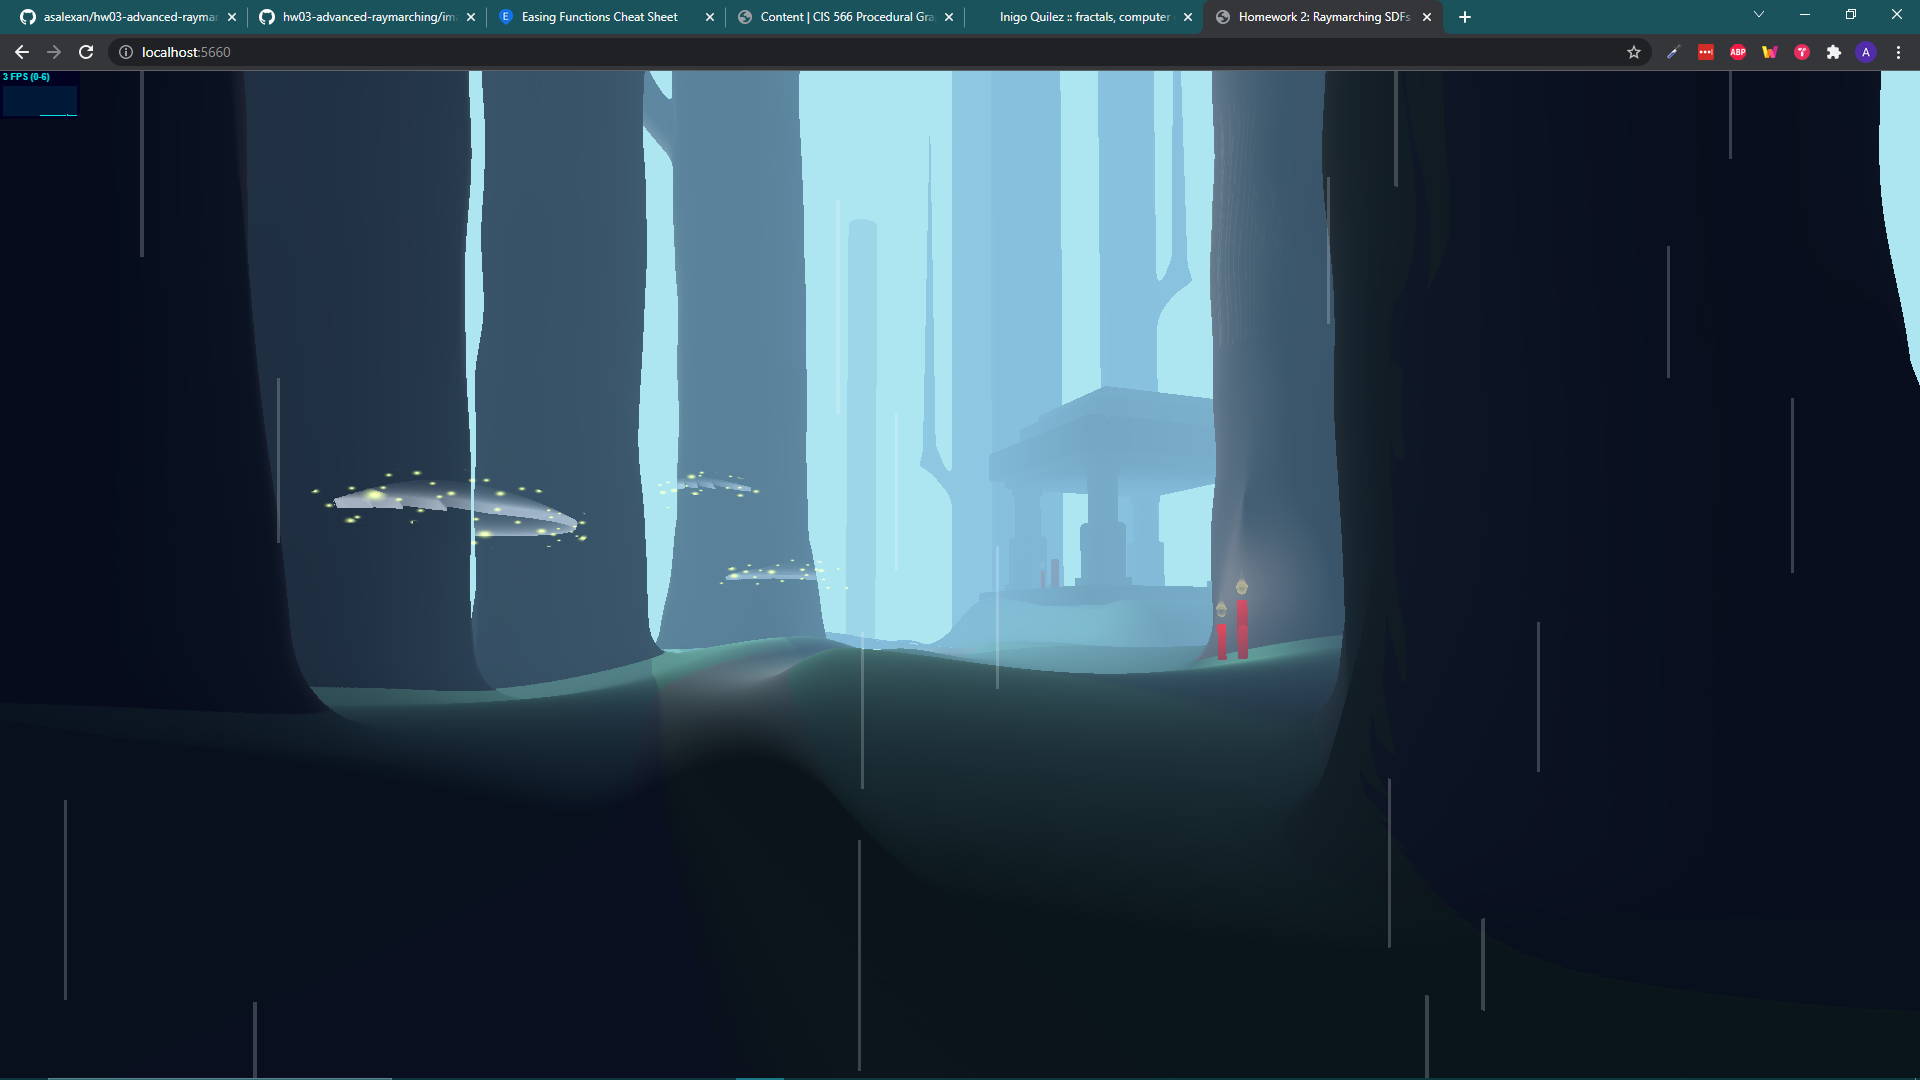 asalexan/hw03-advanced-raymar
hw03-advanced-raymarching/im
Easing Functions Cheat Sheet
Content | CIS 566 Procedural Gra
Inigo Quilez :: fractals, computer
Homework 2: Raymarching SDFs
localhost:5660
ABP
A
3 FPS (0-6)